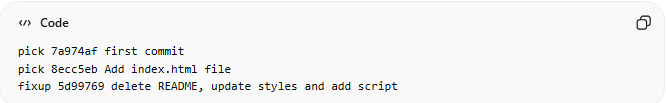 Code
pick 7a974af first commit
pick 8ecc5eb Add index.html file
fixup 5d99769 delete README, update styles and add script